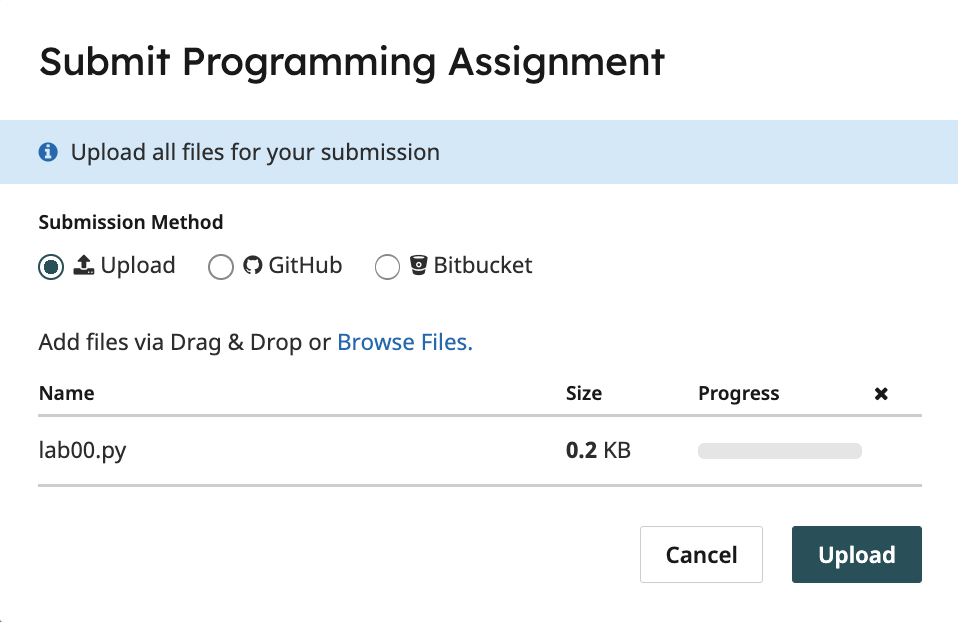 Submit Programming Assignment
Upload all files for your submission
Submission Method
Upload GitHub Bitbucket
Add files via Drag & Drop or Browse Files.
Name Size Progress ✖
lab00.py 0.2 KB
Cancel Upload